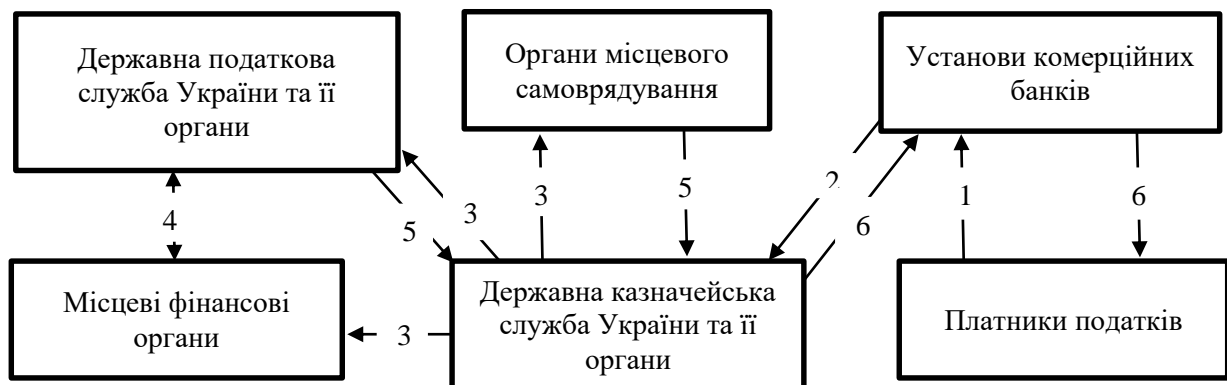 Державна податкова
служба України та її
органи
Органи місцевого
самоврядування
Установи комерційних
банків
3
5
2
1
6
4
3
5
6
Місцеві фінансові
органи
3
Державна казначейська
служба України та її
органи
Платники податків